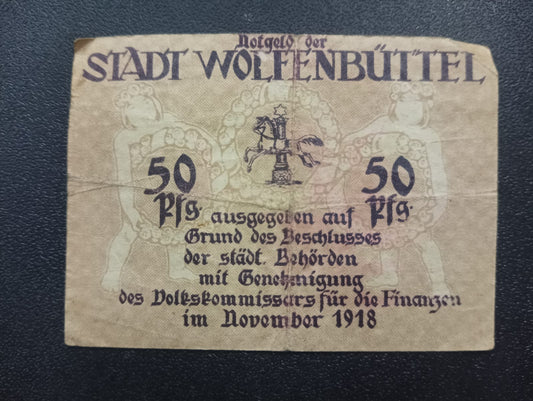 Notgeld der
STADT WOLFENBÜTTEL
50 50
Pfg. ausgegeben auf Pfg.
Grund des Beschlusses
der städt. Behörden
mit Genehmigung
des Volkskommissars für die Finanzen
im November 1918